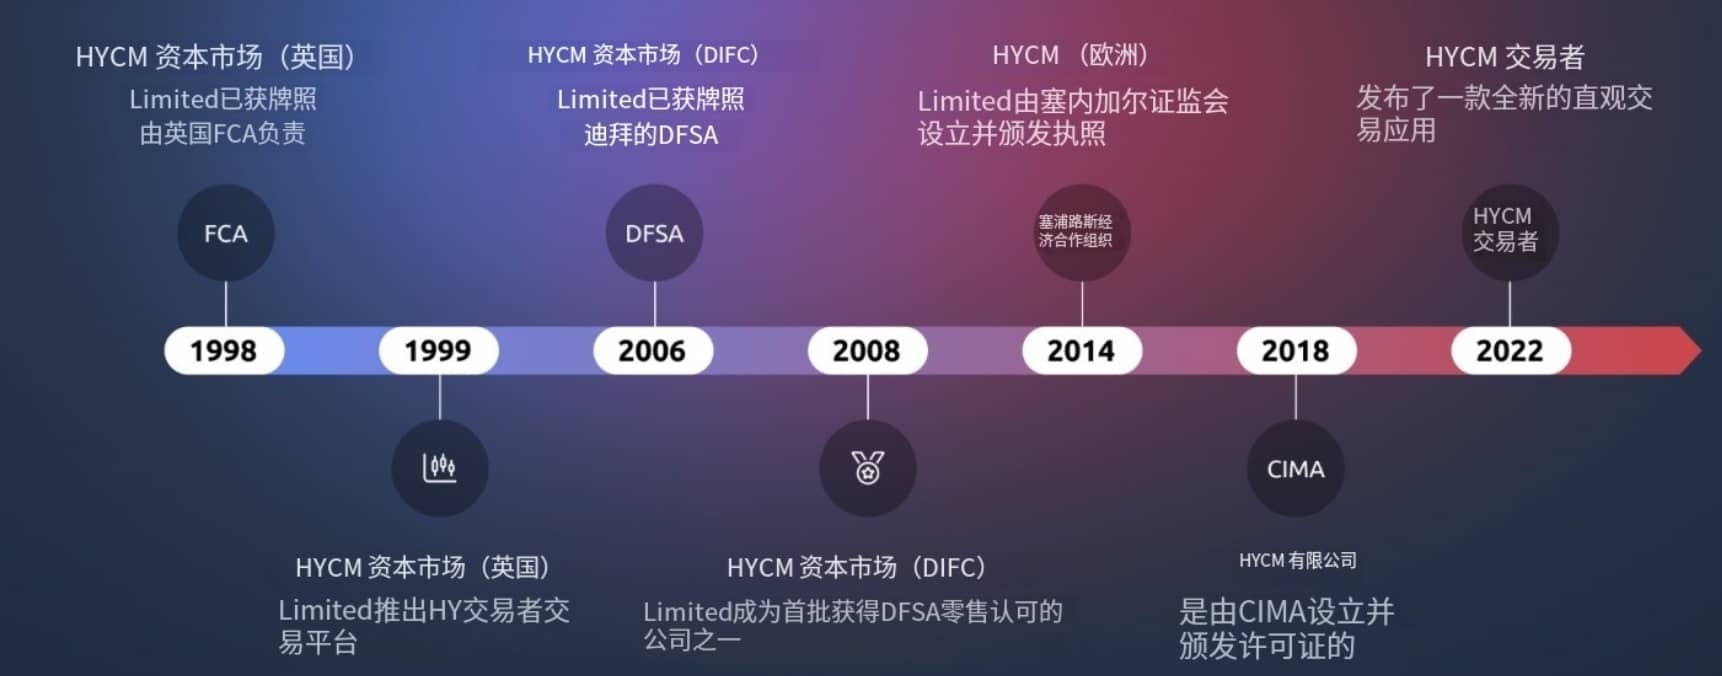 HYCM 资本市场（英国）
Limited已获牌照
由英国FCA负责
HYCM 资本市场（DIFC）
Limited已获牌照
迪拜的DFSA
HYCM （欧洲）
Limited由塞内加尔证监会
设立并颁发执照
HYCM 交易者
发布了一款全新的直观交
易应用
FCA
DFSA
塞浦路斯经
济合作组织
HYCM
交易者
1998
1999
2006
2008
2014
2018
2022
CIMA
HYCM 资本市场（英国）
Limited推出HY交易者交
易平台
HYCM 资本市场（DIFC）
Limited成为首批获得DFSA零售认可的
公司之一
HYCM 有限公司
是由CIMA设立并
颁发许可证的